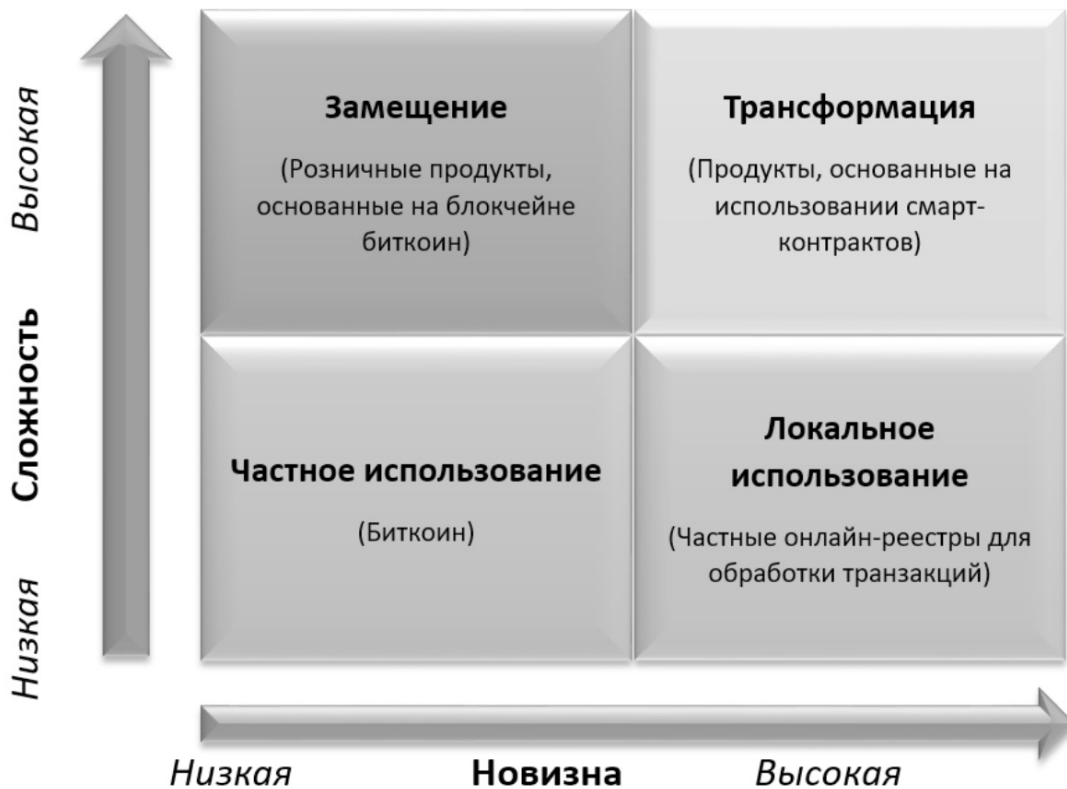 Высокая
Сложность
Низкая
Замещение
(Розничные продукты,
основанные на блокчейне
биткоин)
Трансформация
(Продукты, основанные на
использовании смарт-
контрактов)
Частное использование
(Биткоин)
Локальное
использование
(Частные онлайн-реестры для
обработки транзакций)
Низкая
Новизна
Высокая